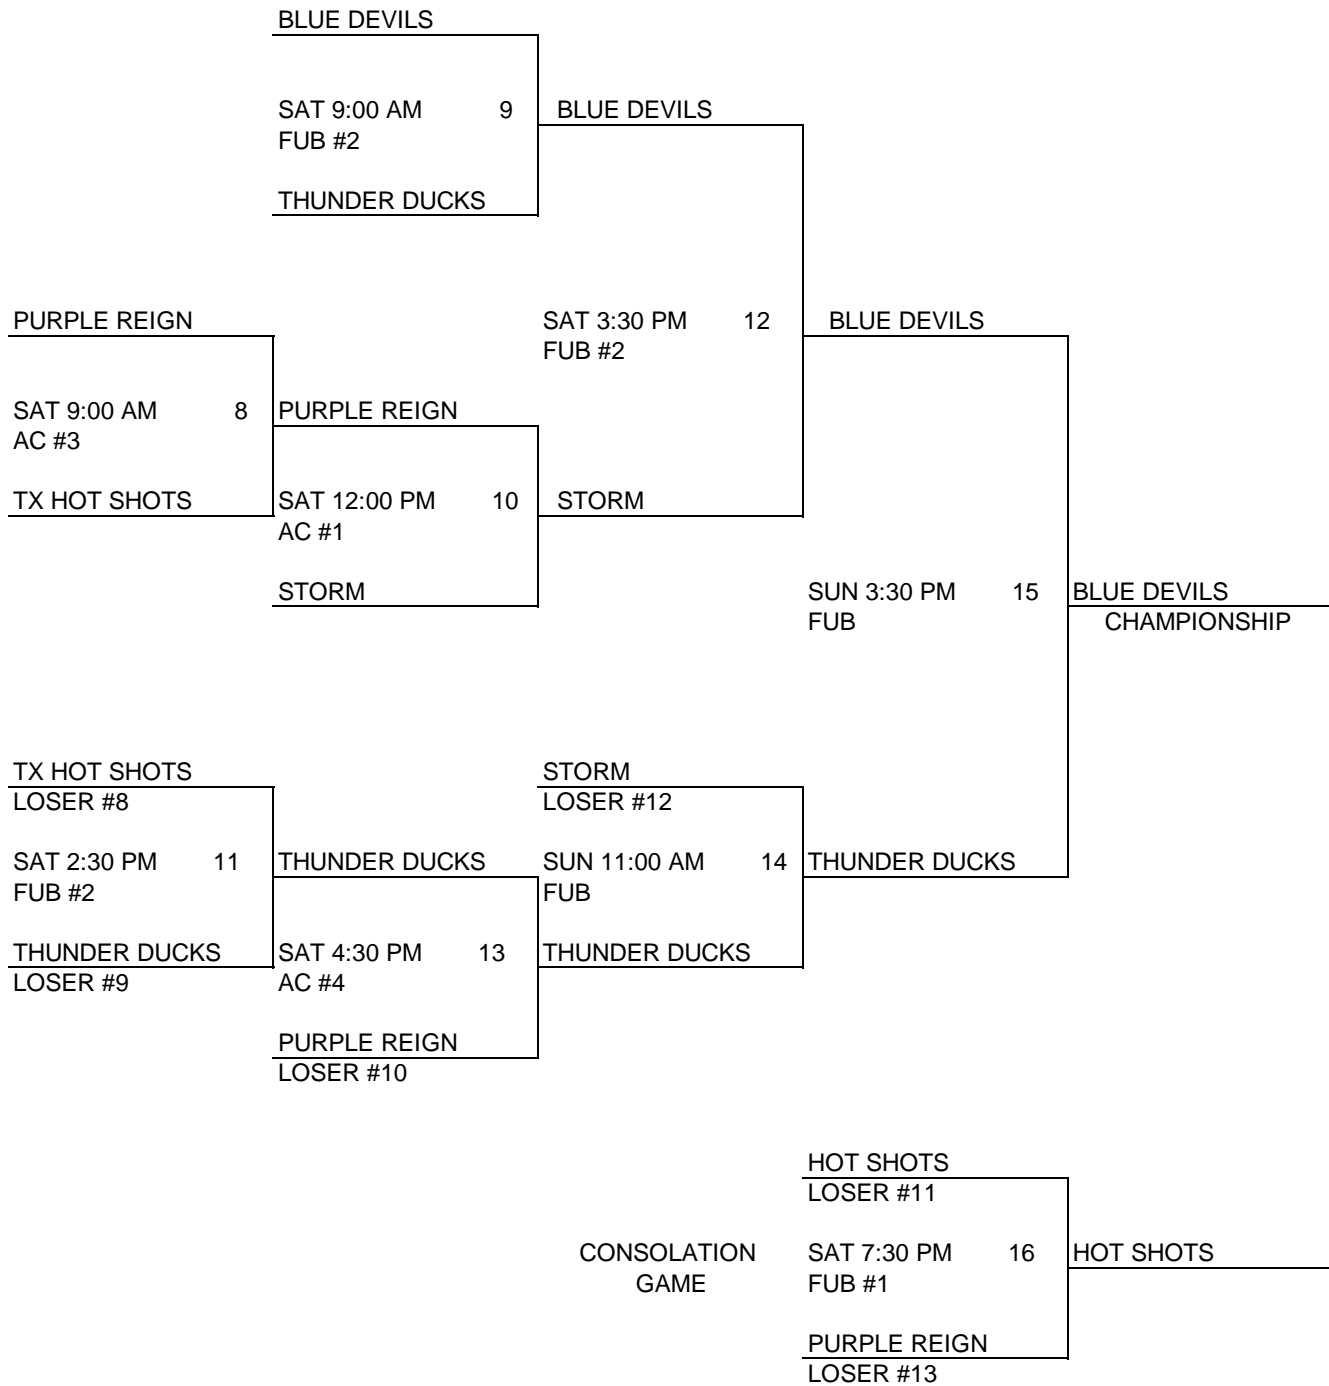 BLUE DEVILS
SAT 9:00 AM 9 BLUE DEVILS
FUB #2
THUNDER DUCKS
PURPLE REIGN SAT 3:30 PM 12 BLUE DEVILS
FUB #2
SAT 9:00 AM 8 PURPLE REIGN
AC #3
TX HOT SHOTS SAT 12:00 PM 10 STORM
AC #1
STORM SUN 3:30 PM 15 BLUE DEVILS
FUB CHAMPIONSHIP
TX HOT SHOTS STORM
LOSER #8 LOSER #12
SAT 2:30 PM 11 THUNDER DUCKS SUN 11:00 AM 14 THUNDER DUCKS
FUB #2 FUB
THUNDER DUCKS SAT 4:30 PM 13 THUNDER DUCKS
LOSER #9 AC #4
PURPLE REIGN
LOSER #10
HOT SHOTS
LOSER #11
CONSOLATION SAT 7:30 PM 16 HOT SHOTS
GAME FUB #1
PURPLE REIGN
LOSER #13